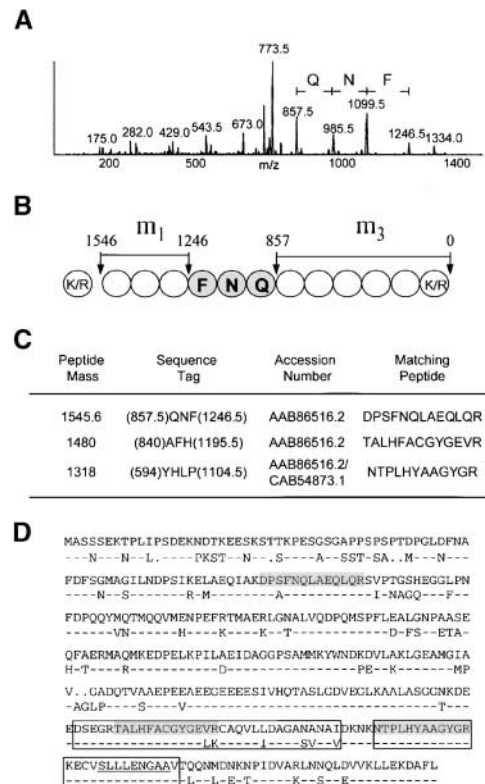 A
773.5
Q N F
1099.5
857.5
175.0 282.0 429.0 543.5 673.0 985.5 1246.5 1334.0
200 500 m/z 1000 1400
B
m1 m3
1546 1246 857 0
K/R F N Q K/R
C
Peptide Mass Sequence Tag Accession Number Matching Peptide
1545.6 (857.5)QNF(1246.5) AAB86516.2 DPSFNQLAEQLQR
1480 (840)AFH(1195.5) AAB86516.2 TALHFACGYGEVR
1318 (594)YHLP(1104.5) AAB86516.2/ CAB54873.1 NTPLHYAAGYGR
D
MASSSEKTPLIPSDEKNDTKEESKSTTKPESGSGAPPSPSPTDPGLDFNA
FDFSGMAGILNDPSIKELAEQIAKDPSFNQLAEQLQRSVPTGSHEGGLPN
FDPQQYMQTMQQVMENPEFRTMAERLGNALVQDPQMSPFLEALGNPAASE
QFAERMAQMKEDPELKPILAEIDAGGPSAMMKYWNDKDVLAKLGEAMGIA
V..GADQTVAAEPEEAEEGEEEESIVHQTASLGDVEGLKAALASGGNKDE
EDSEGRTALHFACGYGEVRCAQVLLDAGANANAIDKNKNTPLHYAAGYGR
KECVSLLLENGAAVTQQNMDNKNPIDVARLNNQLDVVKLLEKDAFL